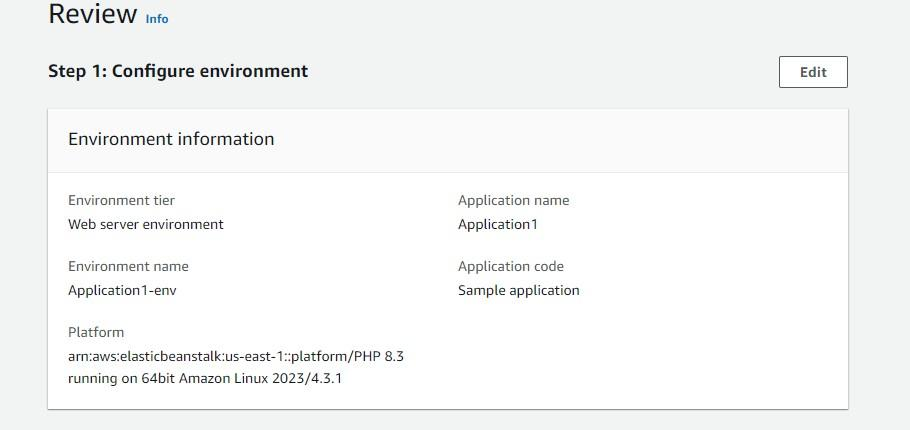 Review Info
Step 1: Configure environment
Edit
Environment information
Environment tier
Web server environment
Application name
Application1
Environment name
Application1-env
Application code
Sample application
Platform
arn:aws:elasticbeanstalk:us-east-1::platform/PHP 8.3
running on 64bit Amazon Linux 2023/4.3.1